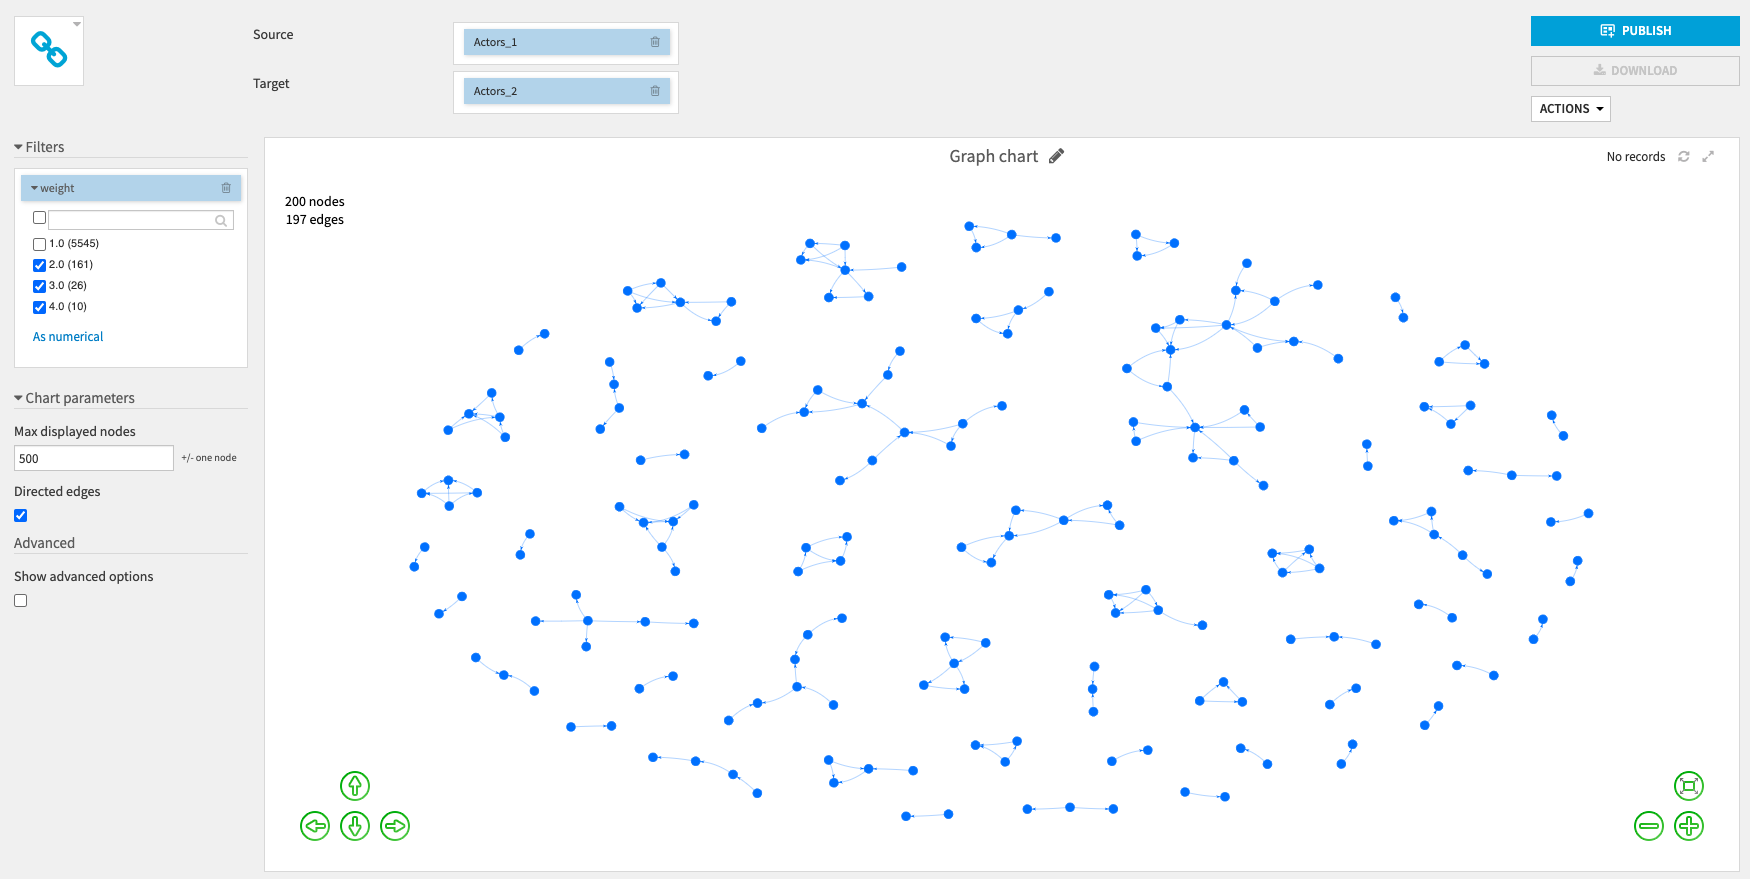 Source
Actors_1
Target
Actors_2
PUBLISH
DOWNLOAD
ACTIONS
Filters
weight
1.0 (5545)
2.0 (161)
3.0 (26)
4.0 (10)
As numerical
Chart parameters
Max displayed nodes
500
+/- one node
Directed edges
Advanced
Show advanced options
Graph chart
No records
200 nodes
197 edges